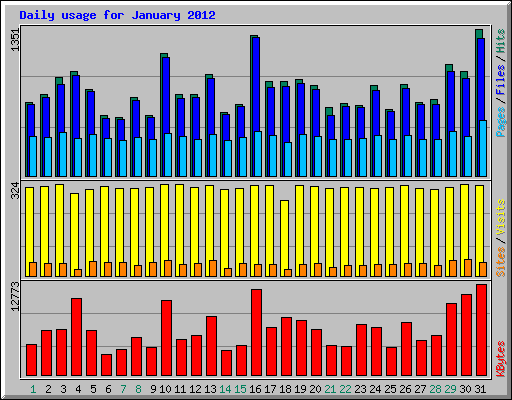 Daily usage for January 2012
1351
Pages / Files / Hits
324
Sites / Visits
12773
KBytes
1 2 3 4 5 6 7 8 9 10 11 12 13 14 15 16 17 18 19 20 21 22 23 24 25 26 27 28 29 30 31